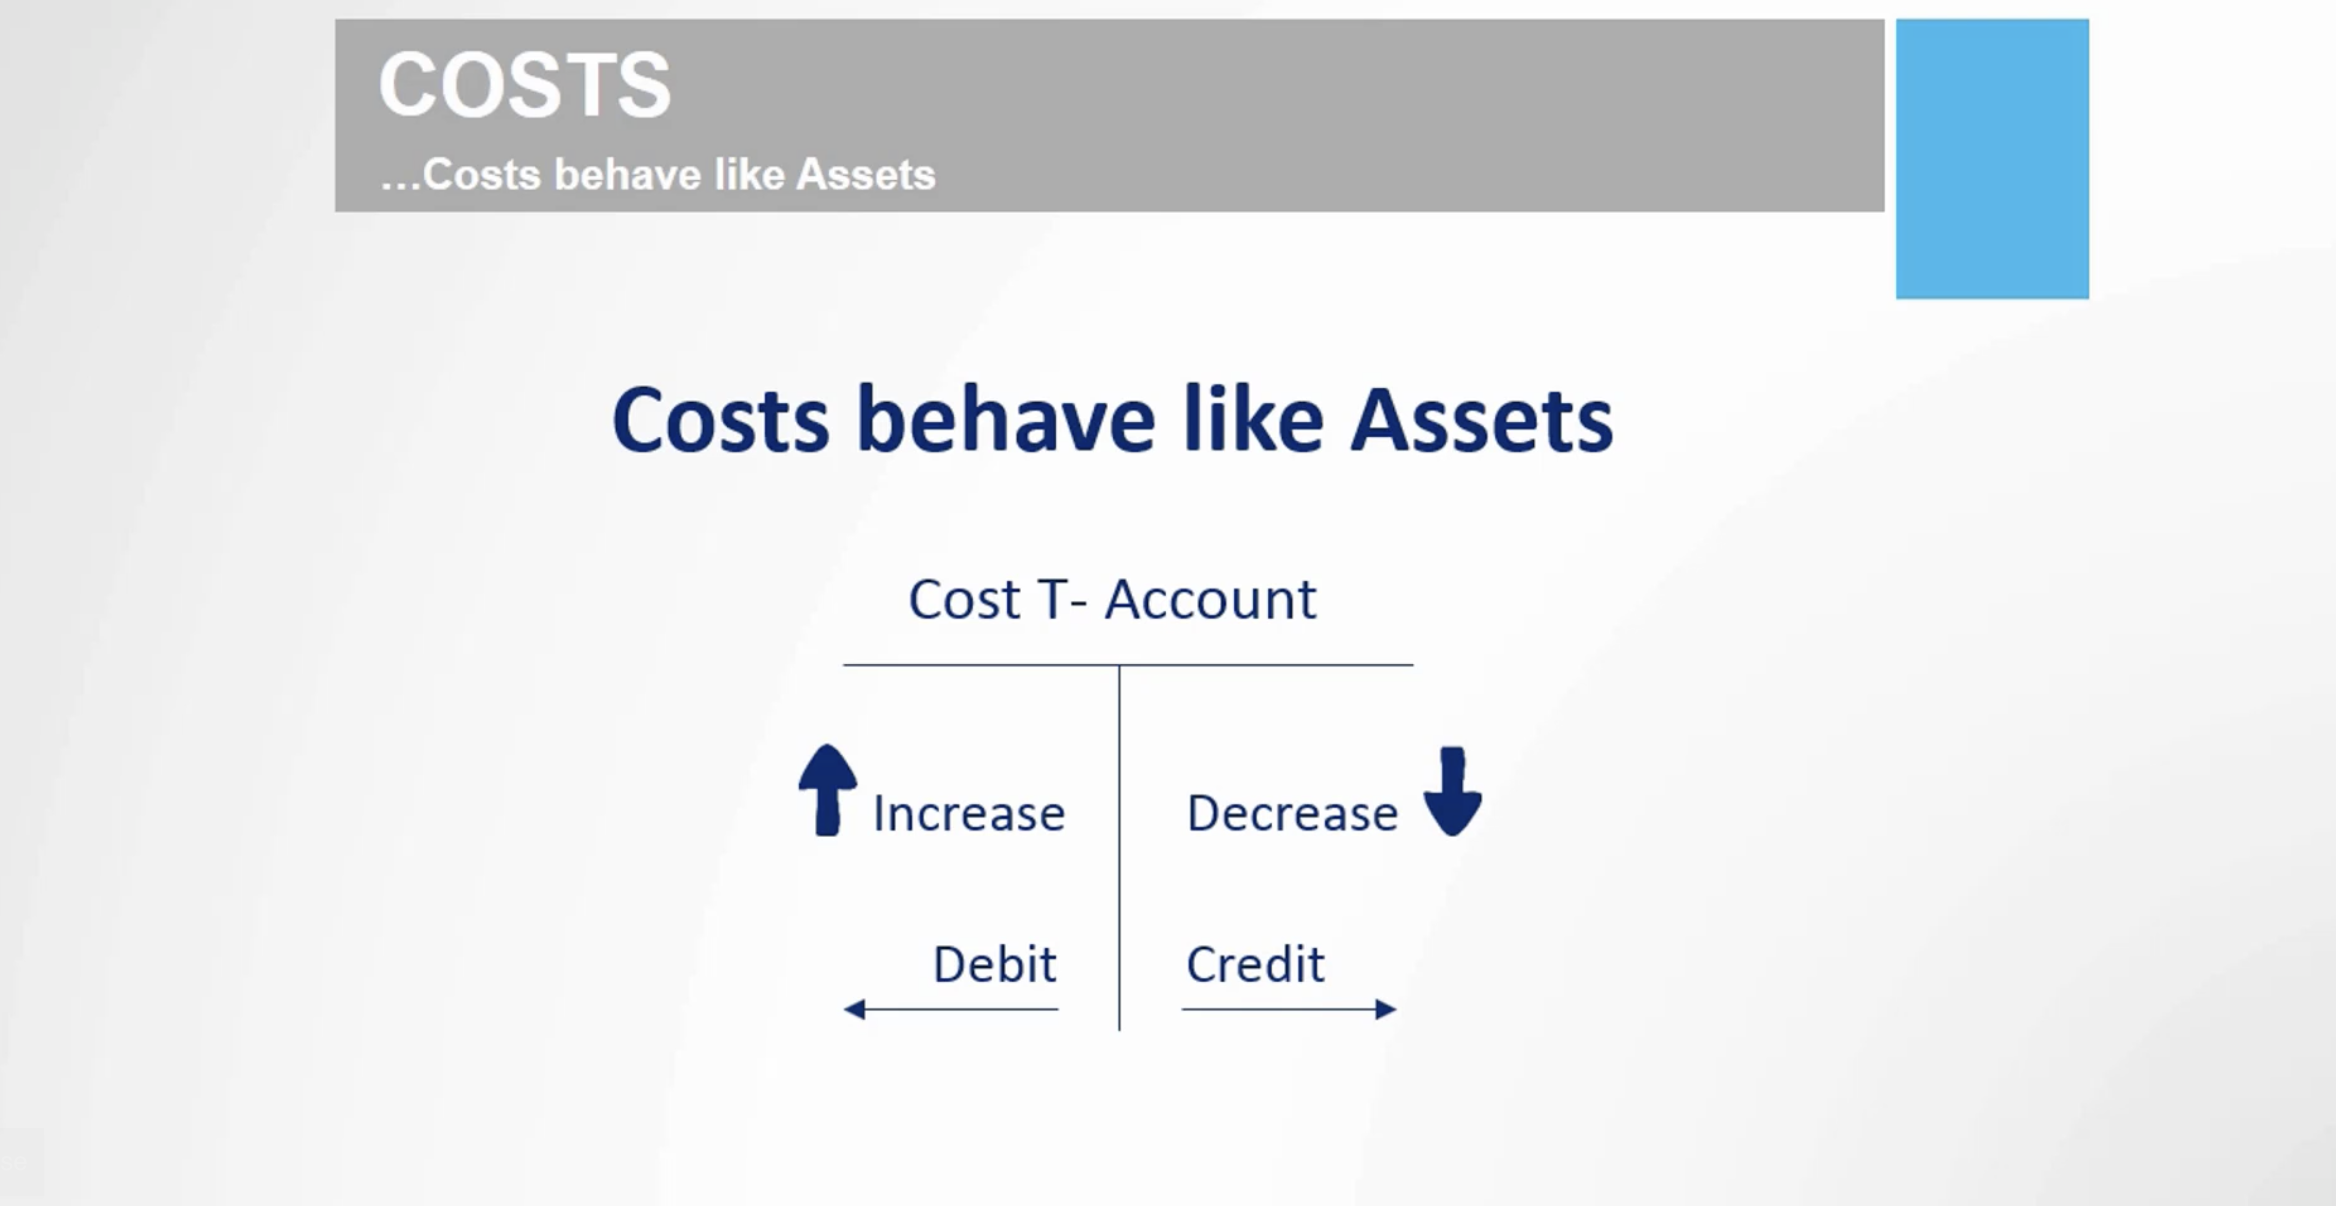 COSTS
...Costs behave like Assets
Costs behave like Assets
Cost T- Account
Increase Decrease
Debit Credit